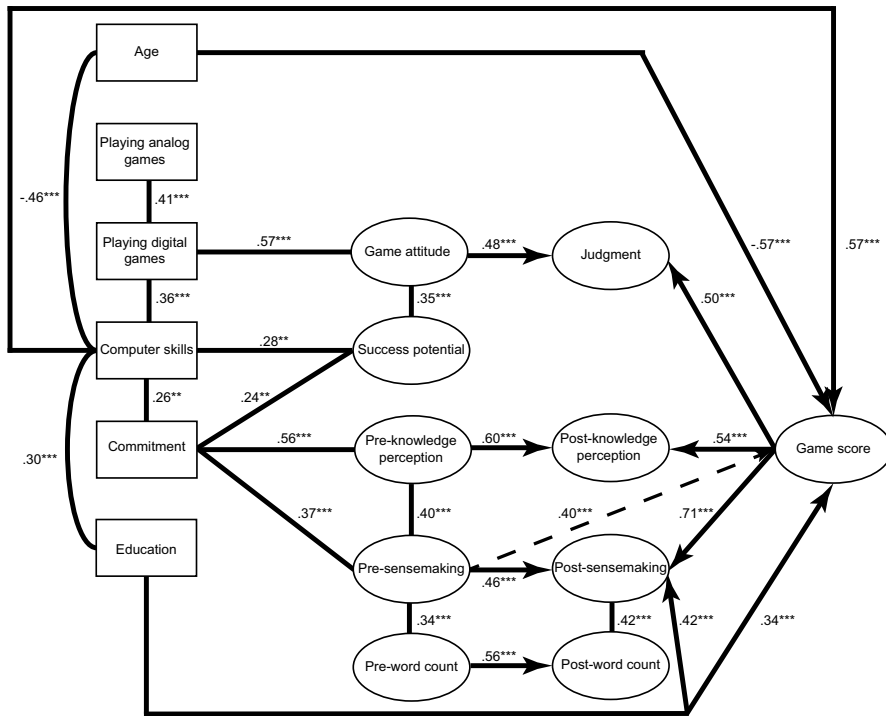 Age
Playing analog
games
-.46***
.41***
Playing digital
games
.57***
Game attitude
.48***
Judgment
-.57***
.57***
.36***
.35***
.50***
Computer skills
.28**
Success potential
.26**
.24**
Commitment
.56***
Pre-knowledge
perception
.60***
Post-knowledge
perception
.54***
Game score
.30***
.37***
.40***
.40***
.71***
Education
Pre-sensemaking
.46***
Post-sensemaking
.34***
.42***
.42***
.34***
Pre-word count
.56***
Post-word count